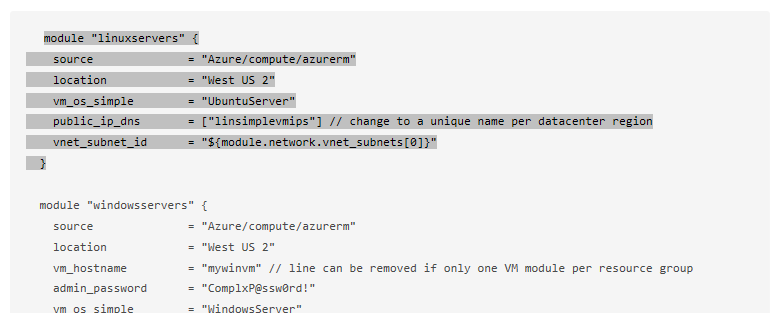 module "linuxservers" {
source = "Azure/compute/azurerm"
location = "West US 2"
vm_os_simple = "UbuntuServer"
public_ip_dns = ["linsimplevmips"] // change to a unique name per datacenter region
vnet_subnet_id = "${module.network.vnet_subnets[0]}"
}
module "windowsservers" {
source = "Azure/compute/azurerm"
location = "West US 2"
vm_hostname = "mywinvm" // line can be removed if only one VM module per resource group
admin_password = "ComplxP@ssw0rd!"
vm_os_simple = "WindowsServer"